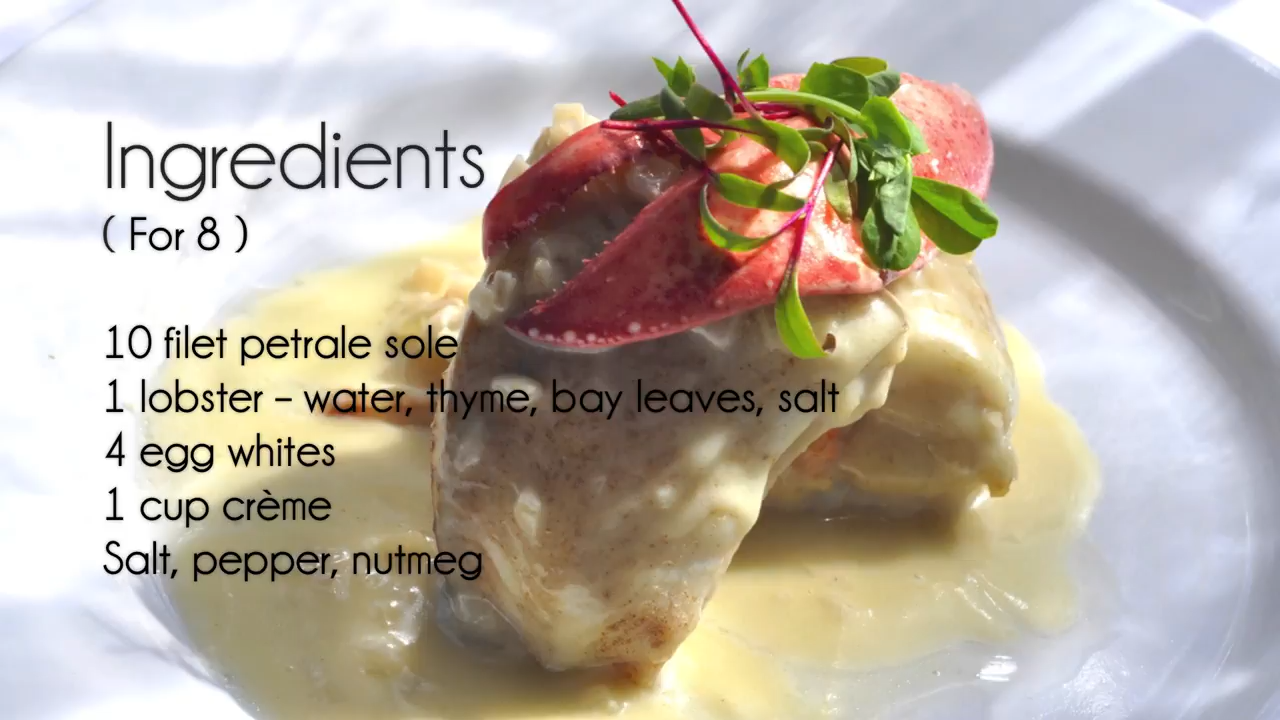 Ingredients
( For 8 )
10 filet petrale sole
1 lobster – water, thyme, bay leaves, salt
4 egg whites
1 cup crème
Salt, pepper, nutmeg